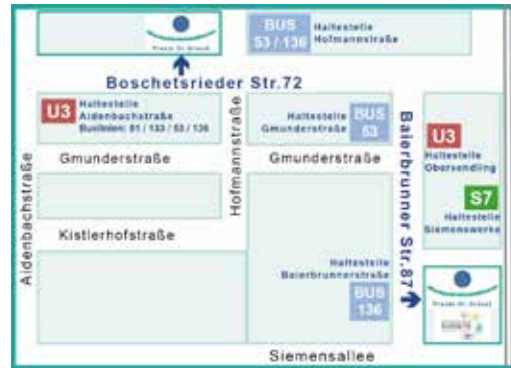 BUS
53 / 136
Haltestelle
Hofmannstraße
Boschetsrieder Str.72
U3
Haltestelle
Aidenbachstraße
Buslinien: 51 / 133 / 53 / 136
Haltestelle
Gmunderstraße
BUS
53
U3
Haltestelle
Obersendling
S7
Haltestelle
Siemenswerke
Gmunderstraße
Gmunderstraße
Hofmannstraße
Aidenbachstraße
Baierbrunner Str.87
Kistlerhofstraße
Haltestelle
Baierbrunnerstraße
BUS
136
Siemensallee